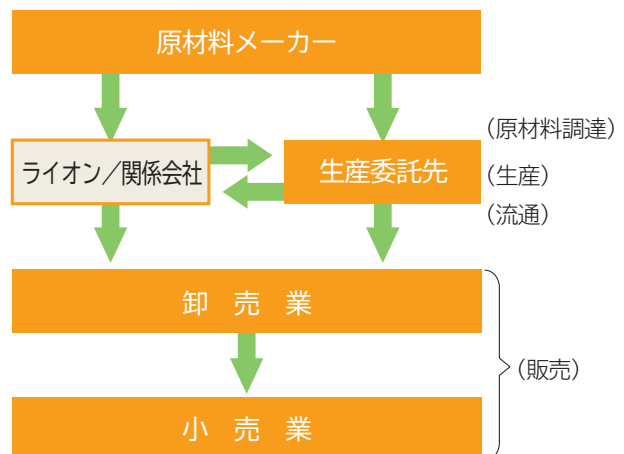 原材料メーカー
(原材料調達)
ライオン／関係会社
生産委託先
(生産)
(流通)
卸 売 業
(販売)
小 売 業